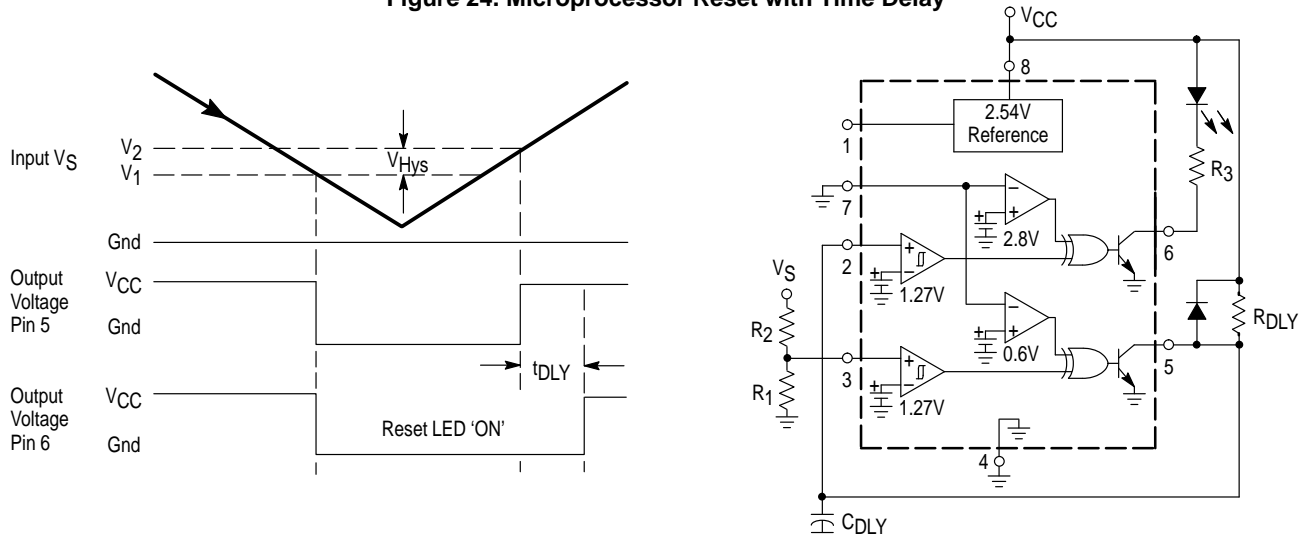 Figure 24. Microprocessor Reset with Time Delay
Input VS
V2
V1
VHys
Gnd
Output
Voltage
Pin 5
VCC
Gnd
tDLY
Output
Voltage
Pin 6
VCC
Gnd
Reset LED 'ON'
VCC
8
2.54V
Reference
1
R3
7
−
+
+
2.8V
6
2
+
−
+
1.27V
VS
R2
−
+
+
0.6V
RDLY
5
3
+
−
+
1.27V
R1
4
CDLY